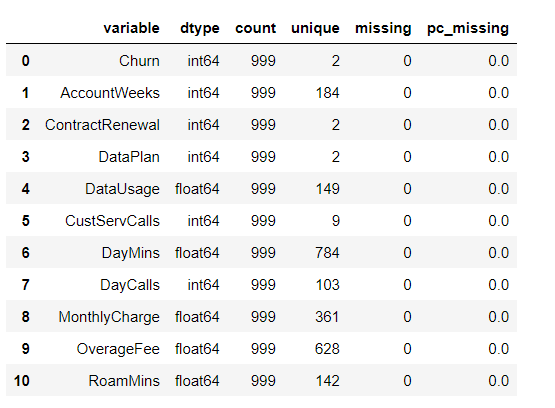 variable dtype count unique missing pc_missing
0 Churn int64 999 2 0 0.0
1 AccountWeeks int64 999 184 0 0.0
2 ContractRenewal int64 999 2 0 0.0
3 DataPlan int64 999 2 0 0.0
4 DataUsage float64 999 149 0 0.0
5 CustServCalls int64 999 9 0 0.0
6 DayMins float64 999 784 0 0.0
7 DayCalls int64 999 103 0 0.0
8 MonthlyCharge float64 999 361 0 0.0
9 OverageFee float64 999 628 0 0.0
10 RoamMins float64 999 142 0 0.0